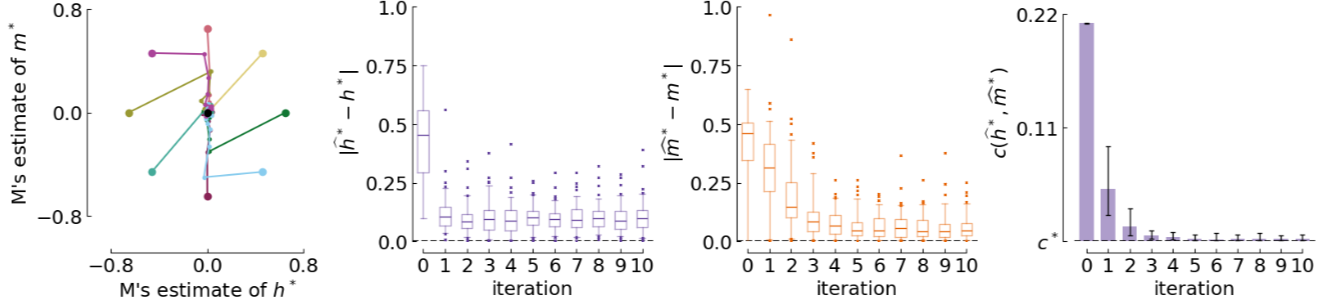 M's estimate of m*
0.8
0.0
−0.8
−0.8 0.0 0.8
M's estimate of h*
|ĥ* − h*|
1.0
0.75
0.5
0.25
0.0
0 1 2 3 4 5 6 7 8 9 10
iteration
|m̂* − m*|
1.0
0.75
0.5
0.25
0.0
0 1 2 3 4 5 6 7 8 9 10
iteration
c(ĥ*, m̂*)
0.22
0.11
c*
0 1 2 3 4 5 6 7 8 9 10
iteration